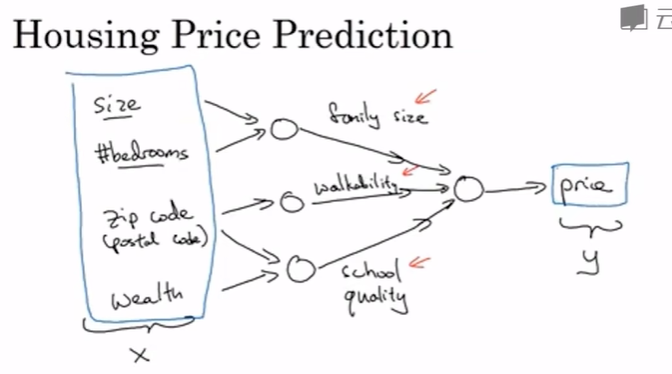 Housing Price Prediction
size
#bedrooms
zip code
(postal code)
wealth
x
family size
walkability
school
quality
price
y
云